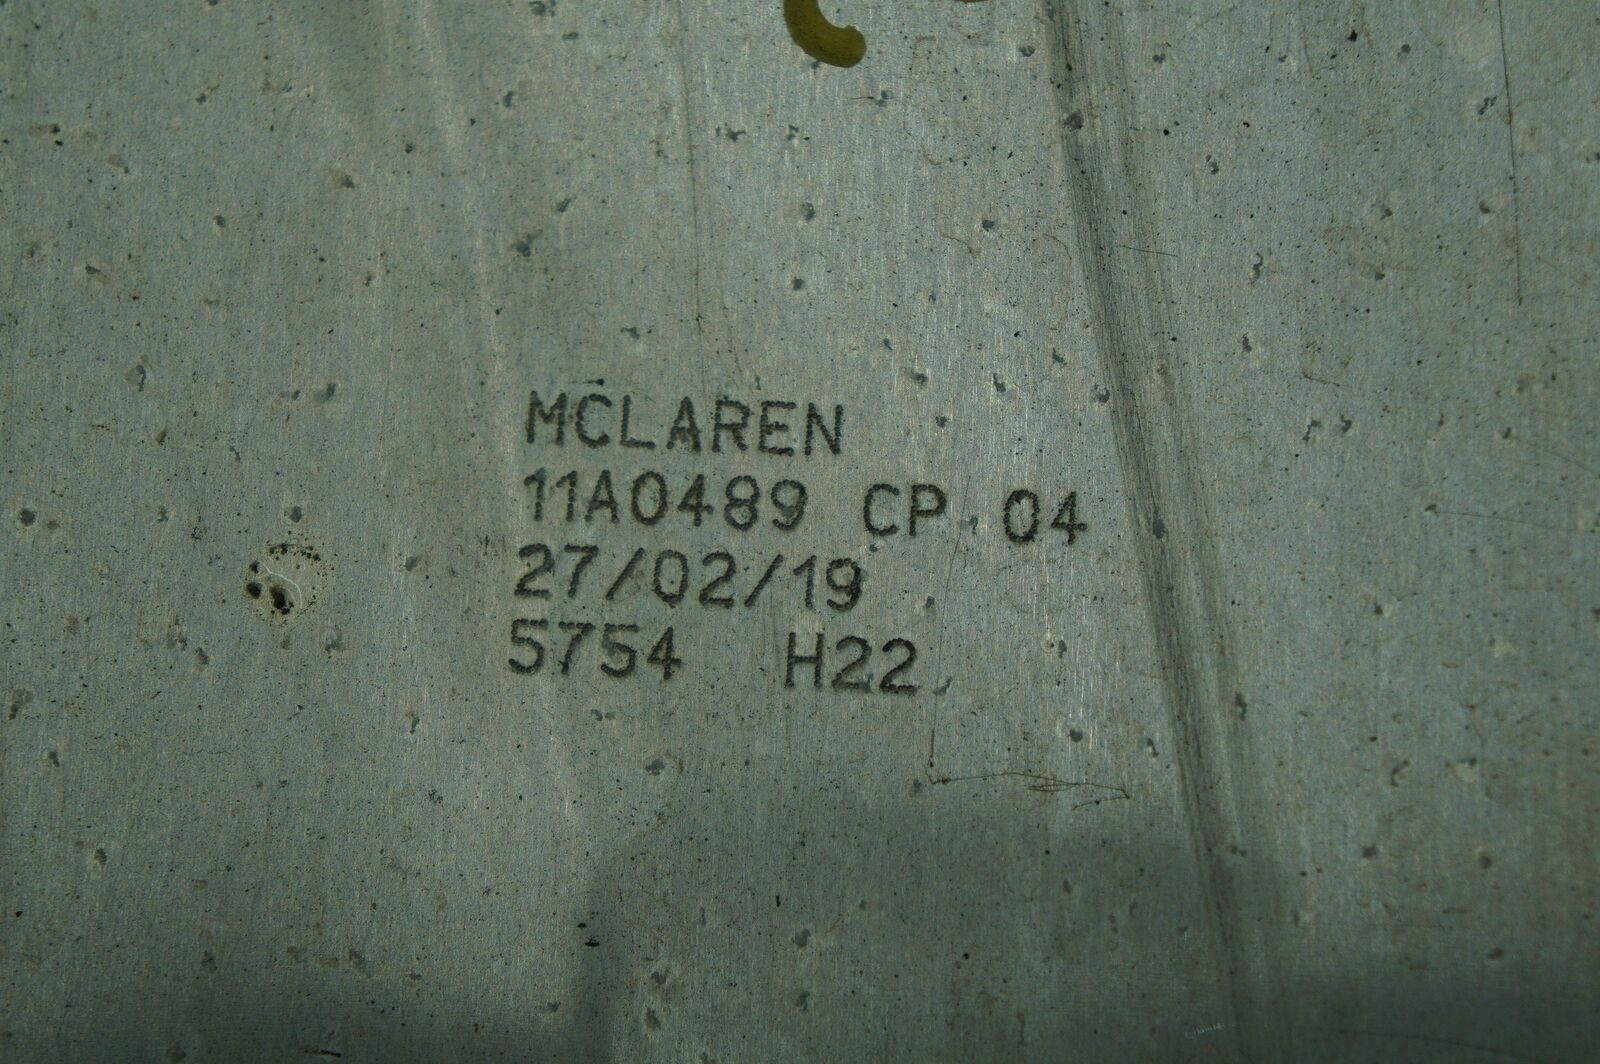 MCLAREN
11A0489 CP 04
27/02/19
5754 H22